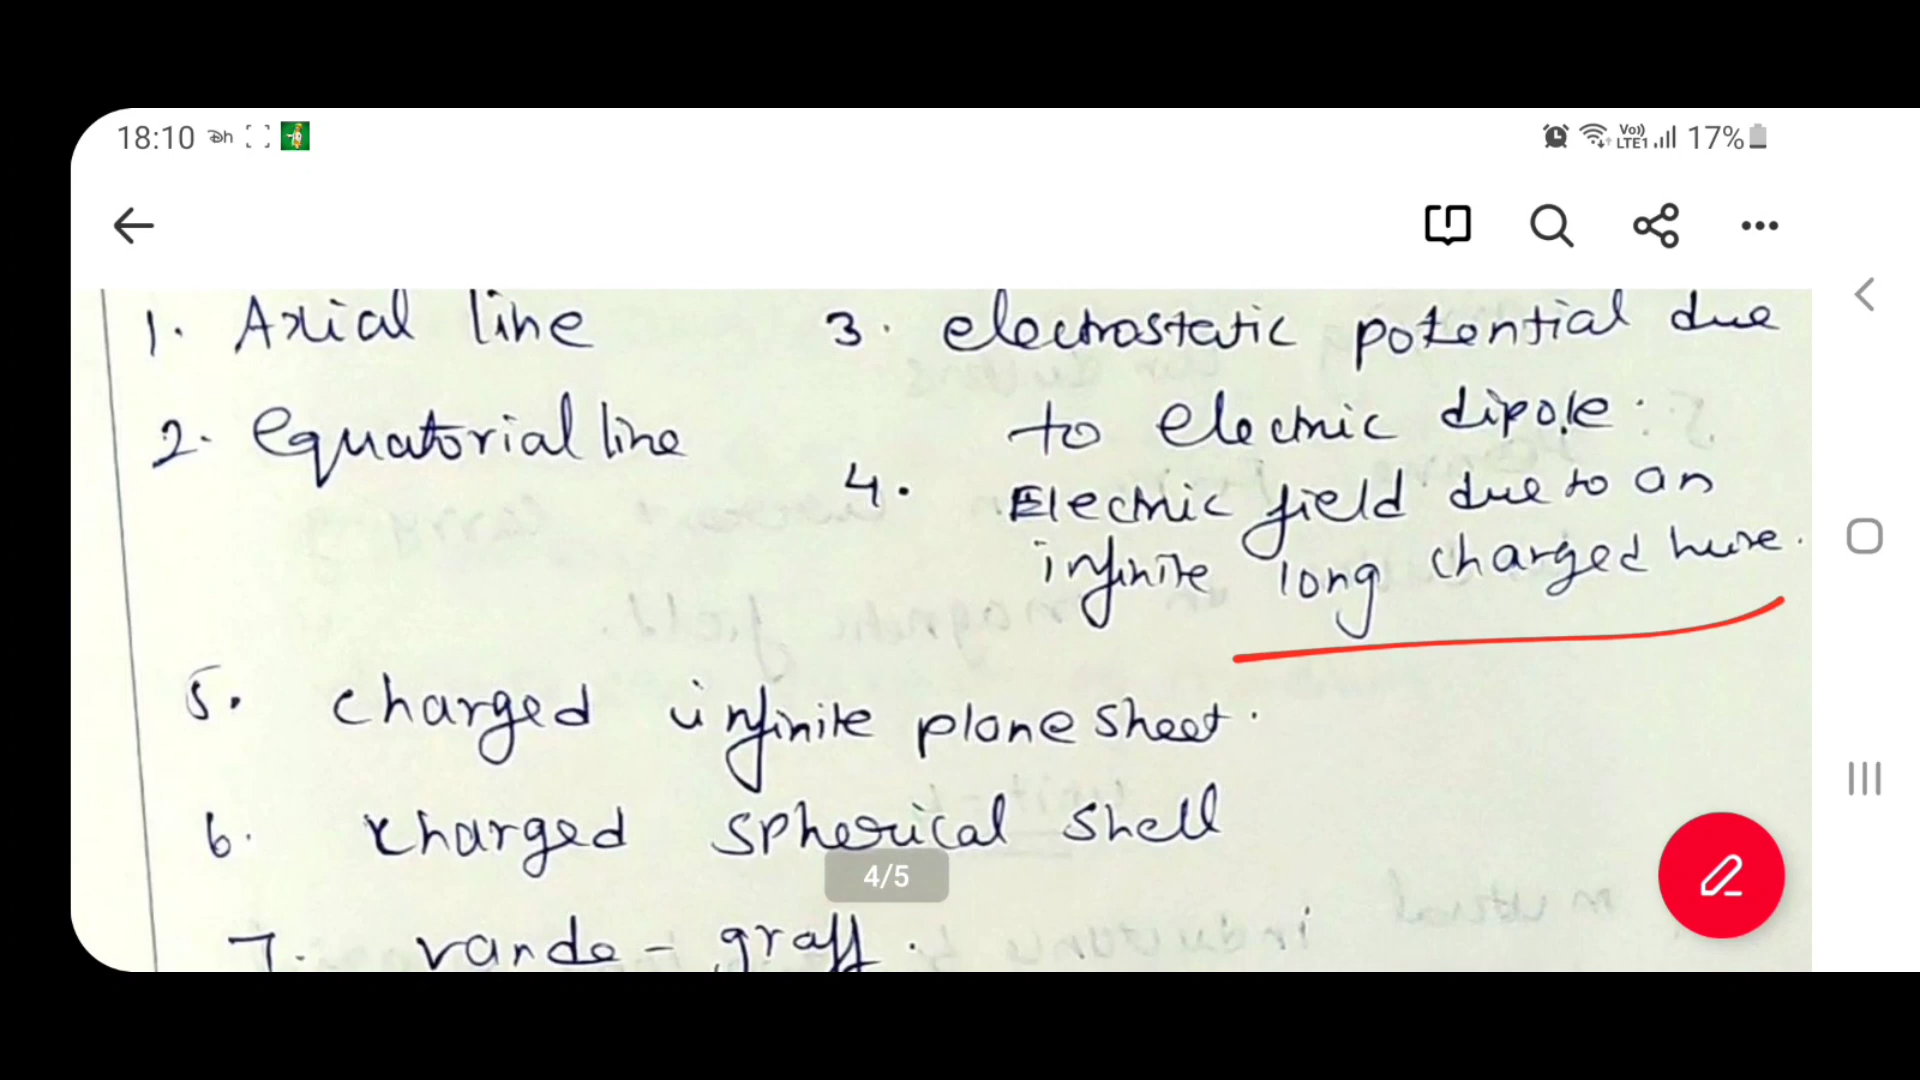 18:10
Vo)) LTE1 17%
1. Axial line
2. equatorial line
3. electrostatic potential due
to electric dipole.
4. Electric field due to an
infinite long charged
5. charged infinite plane sheet.
6. charged spherical shell
4/5
7. vande-graff.